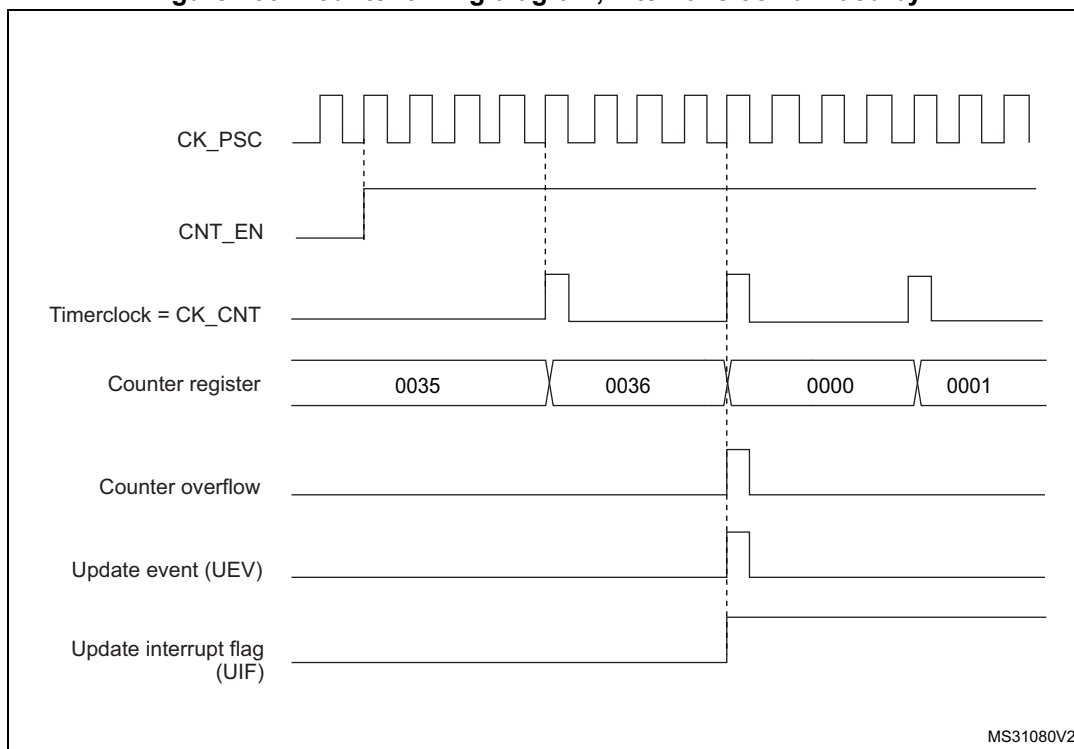 CK_PSC
CNT_EN
Timerclock = CK_CNT
Counter register
0035
0036
0000
0001
Counter overflow
Update event (UEV)
Update interrupt flag
(UIF)
MS31080V2